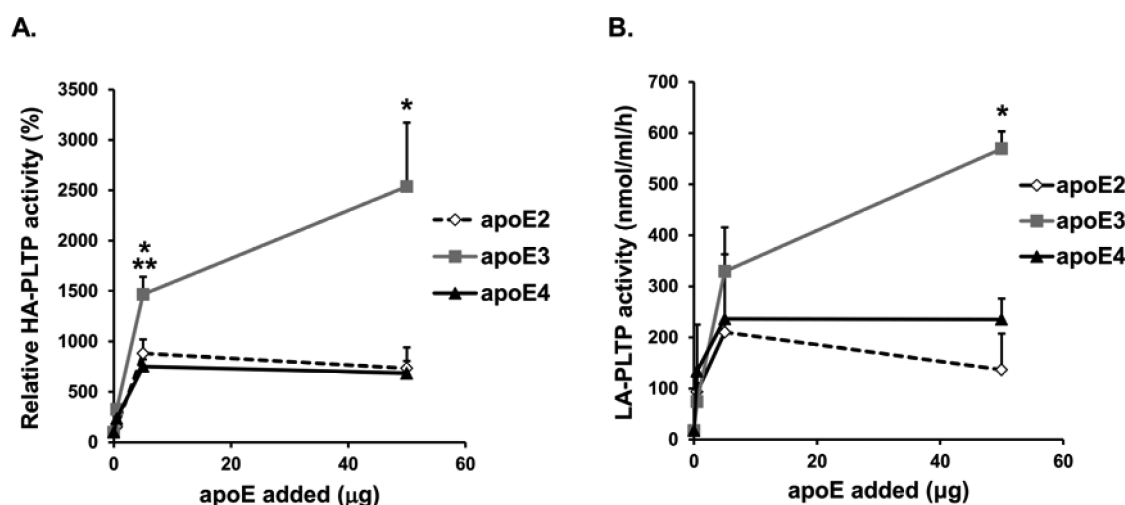 A.
Relative HA-PLTP activity (%)
3500
3000
2500
2000
1500
1000
500
0
*
**
*
0
20
40
60
apoE added (µg)
apoE2
apoE3
apoE4
B.
LA-PLTP activity (nmol/ml/h)
700
600
500
400
300
200
100
0
*
0
20
40
60
apoE added (µg)
apoE2
apoE3
apoE4